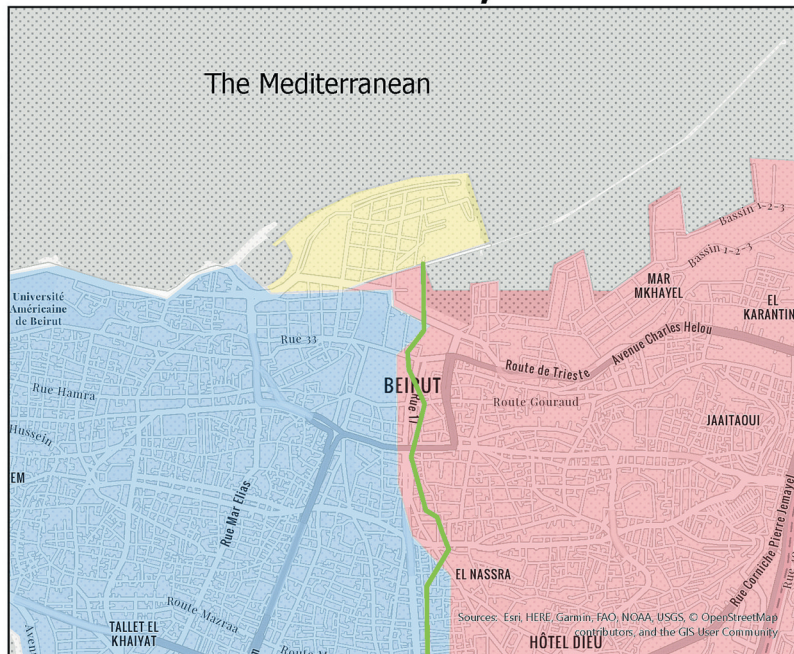 The Mediterranean
Bassin 1-2-3
Bassin 1-2-3
MAR
MKHAYEL
EL
KARANTIN
Université
Américaine
de Beirut
Rue 33
Avenue Charles Helou
Route de Trieste
BEIRUT
Rue Hamra
Rue 17
Route Gouraud
JAAITAOUI
Hussein
EM
Rue Mar Elias
Rue Corniche Pierre Jemayel
EL NASSRA
Route Mazraa
TALLET EL
KHAIYAT
Sources: Esri, HERE, Garmin, FAO, NOAA, USGS, © OpenStreetMap
contributors, and the GIS User Community
HÔTEL DIEU